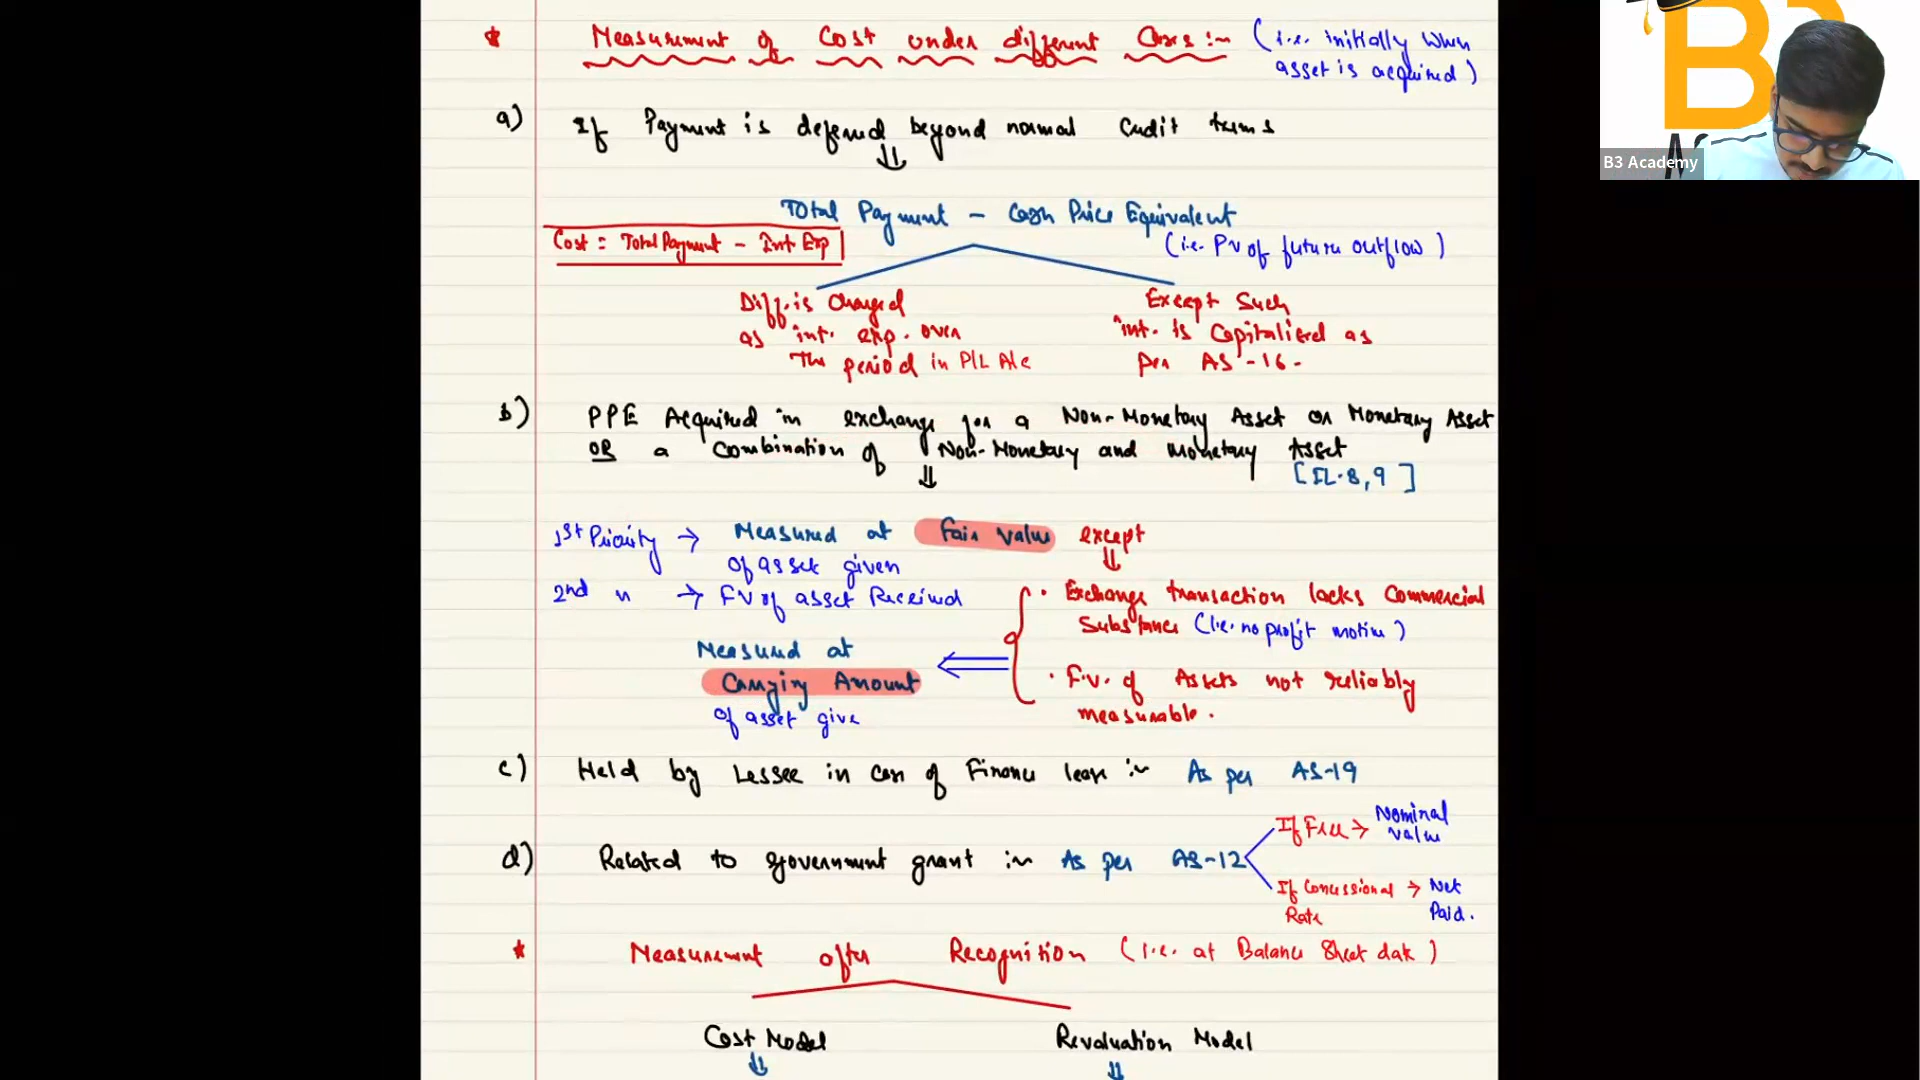 * Measurement of Cost under different Cases :- (i.e. initially when
asset is acquired)
a) If Payment is deferred beyond normal Credit terms
Total Payment - Cash Price Equivalent
(i.e. PV of future outflow)
Cost = Total Payment - Int Exp
Diff. is Charged
as int. exp. over
the period in P/L A/c
Except Such
int. is Capitalised as
per AS-16.
b) PPE Acquired in exchange for a Non-Monetary Asset or Monetary Asset
OR a Combination of Non-Monetary and Monetary Asset
[IL.8,9]
1st Priority → Measured at fair value except
of asset given
2nd " → FV of asset Received
• Exchange transaction lacks Commercial
Substance (i.e. no profit motive)
Measured at
Carrying Amount
of asset give
• F.v. of Assets not reliably
measurable.
c) Held by Lessee in case of Finance lease :- As per AS-19
d) Related to government grant :- As per AS-12
If Free → Nominal
Value
If Concessional → Net
Rate Paid.
* Measurement after Recognition (i.e. at Balance Sheet date)
Cost Model
Revaluation Model
B3
B3 Academy